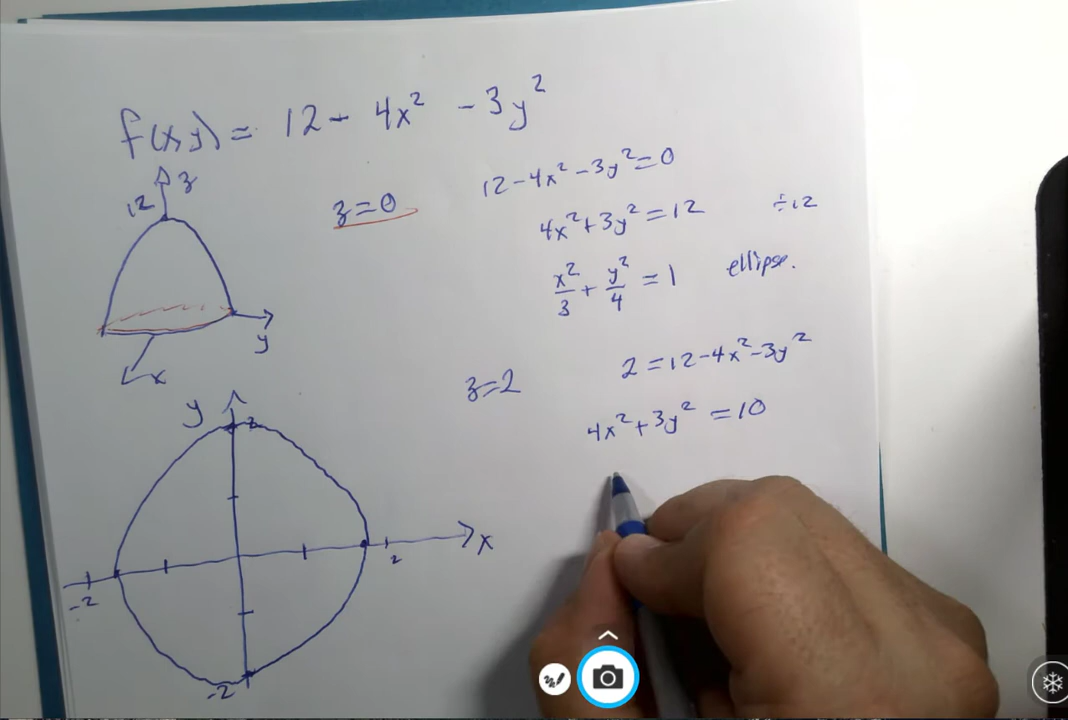 f(x,y) = 12 - 4x² - 3y²
z
12
y
x
z=0
12-4x²-3y²=0
4x²+3y²=12 ÷12
x²/3 + y²/4 = 1 ellipse.
z=2
2=12-4x²-3y²
4x²+3y²=10
y
2
x
-2
2
-2